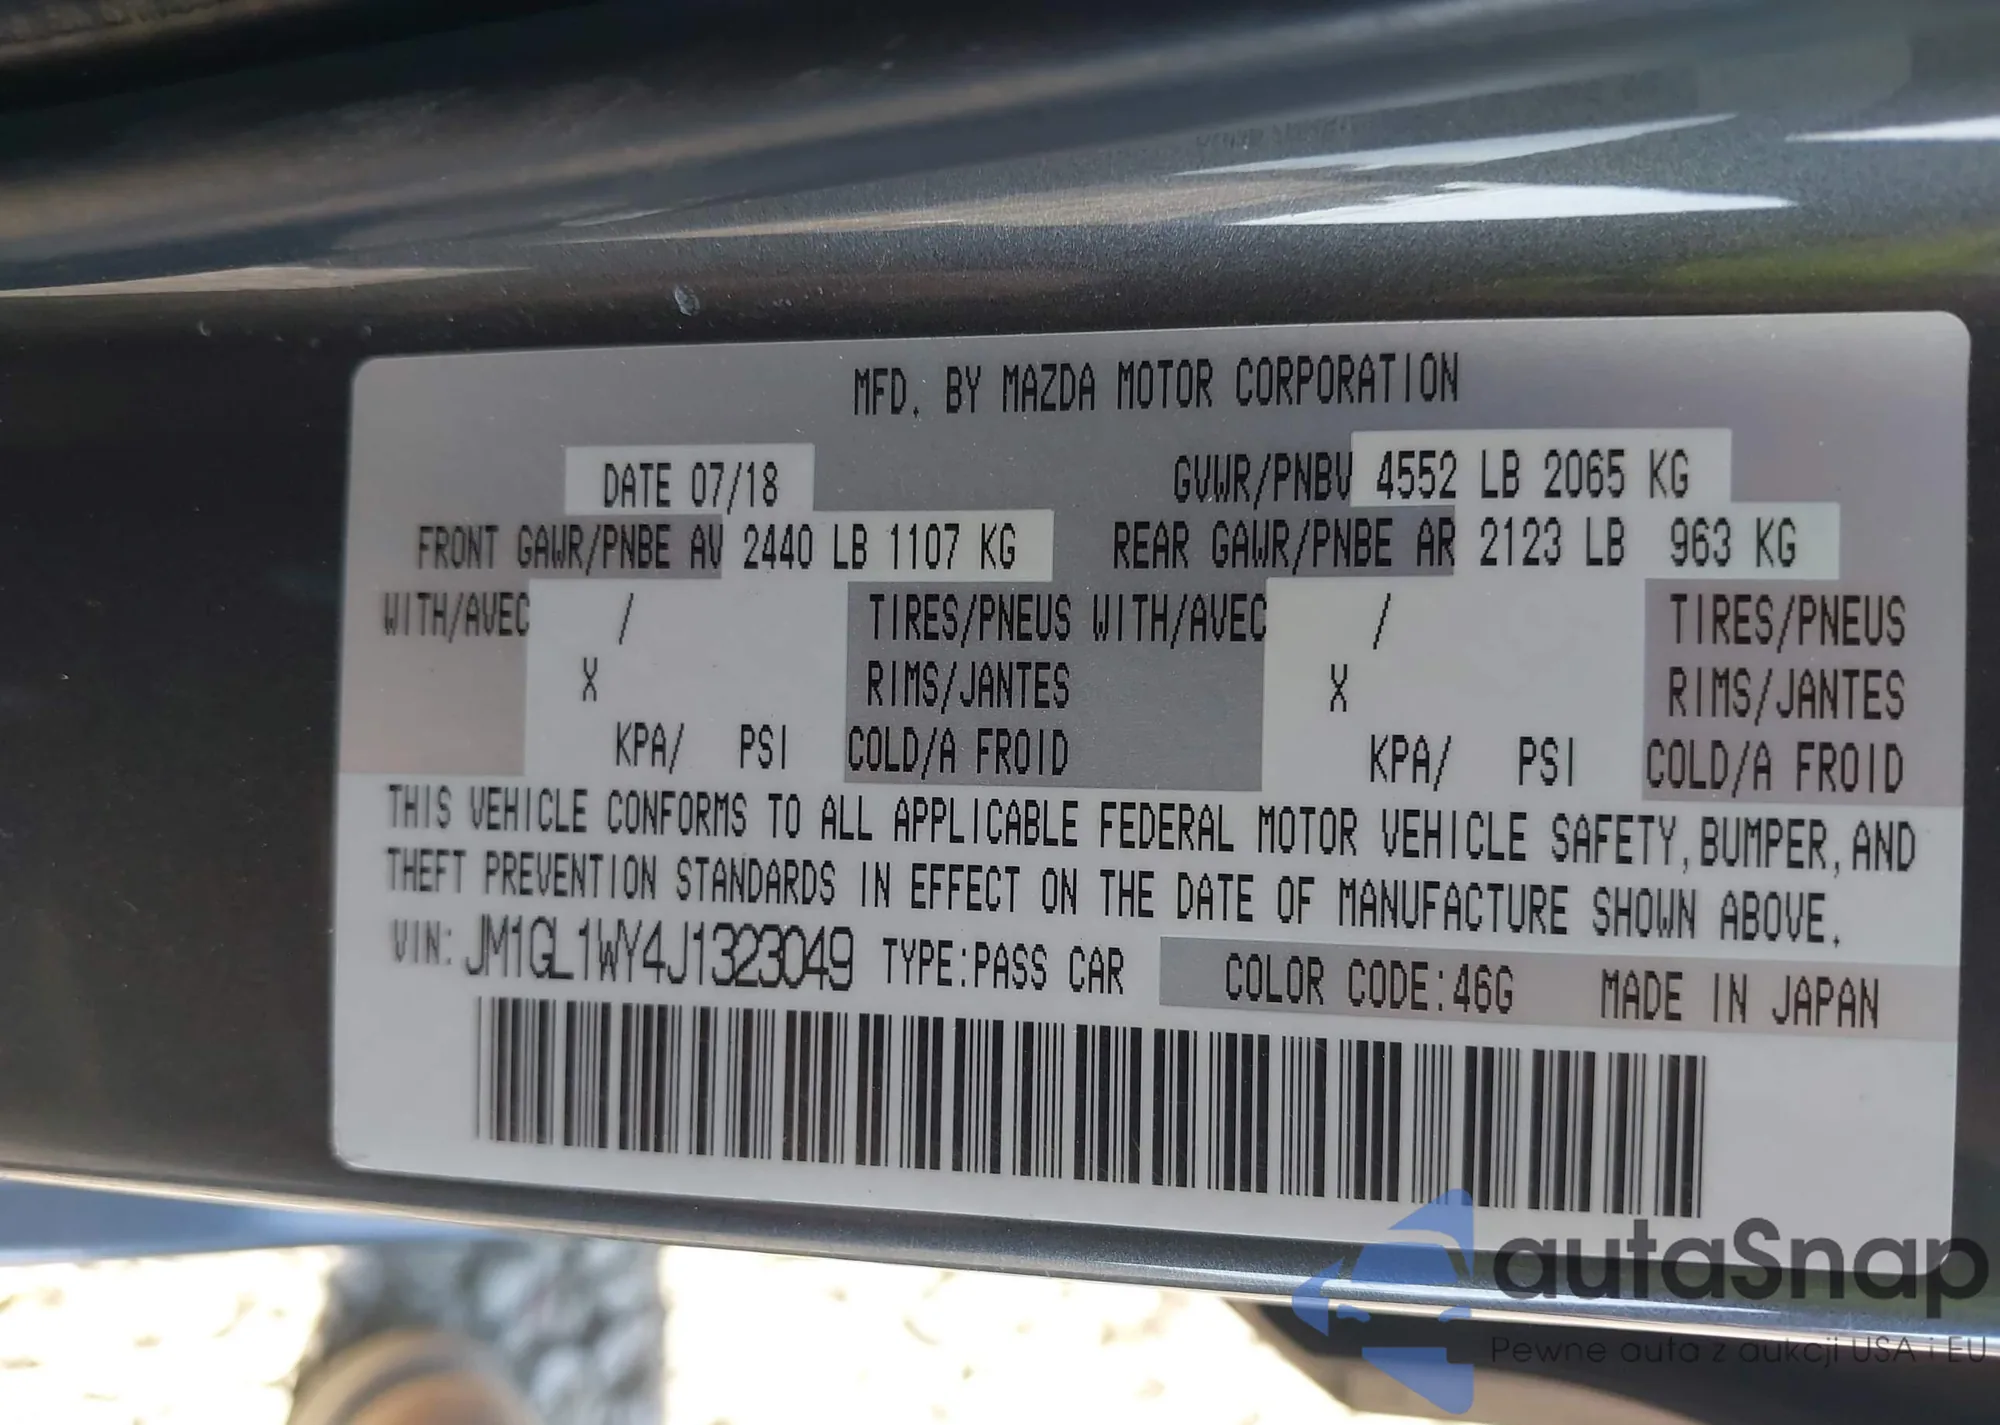 MFD. BY MAZDA MOTOR CORPORATION
DATE 07/18 GVWR/PNBV 4552 LB 2065 KG
FRONT GAWR/PNBE AV 2440 LB 1107 KG REAR GAWR/PNBE AR 2123 LB 963 KG
WITH/AVEC / TIRES/PNEUS WITH/AVEC / TIRES/PNEUS
X RIMS/JANTES X RIMS/JANTES
KPA/ PSI COLD/A FROID KPA/ PSI COLD/A FROID
THIS VEHICLE CONFORMS TO ALL APPLICABLE FEDERAL MOTOR VEHICLE SAFETY, BUMPER, AND
THEFT PREVENTION STANDARDS IN EFFECT ON THE DATE OF MANUFACTURE SHOWN ABOVE.
VIN: JM1GL1WY4J1323049 TYPE:PASS CAR COLOR CODE:46G MADE IN JAPAN
autaSnap
Pewne auta z aukcji USA i EU